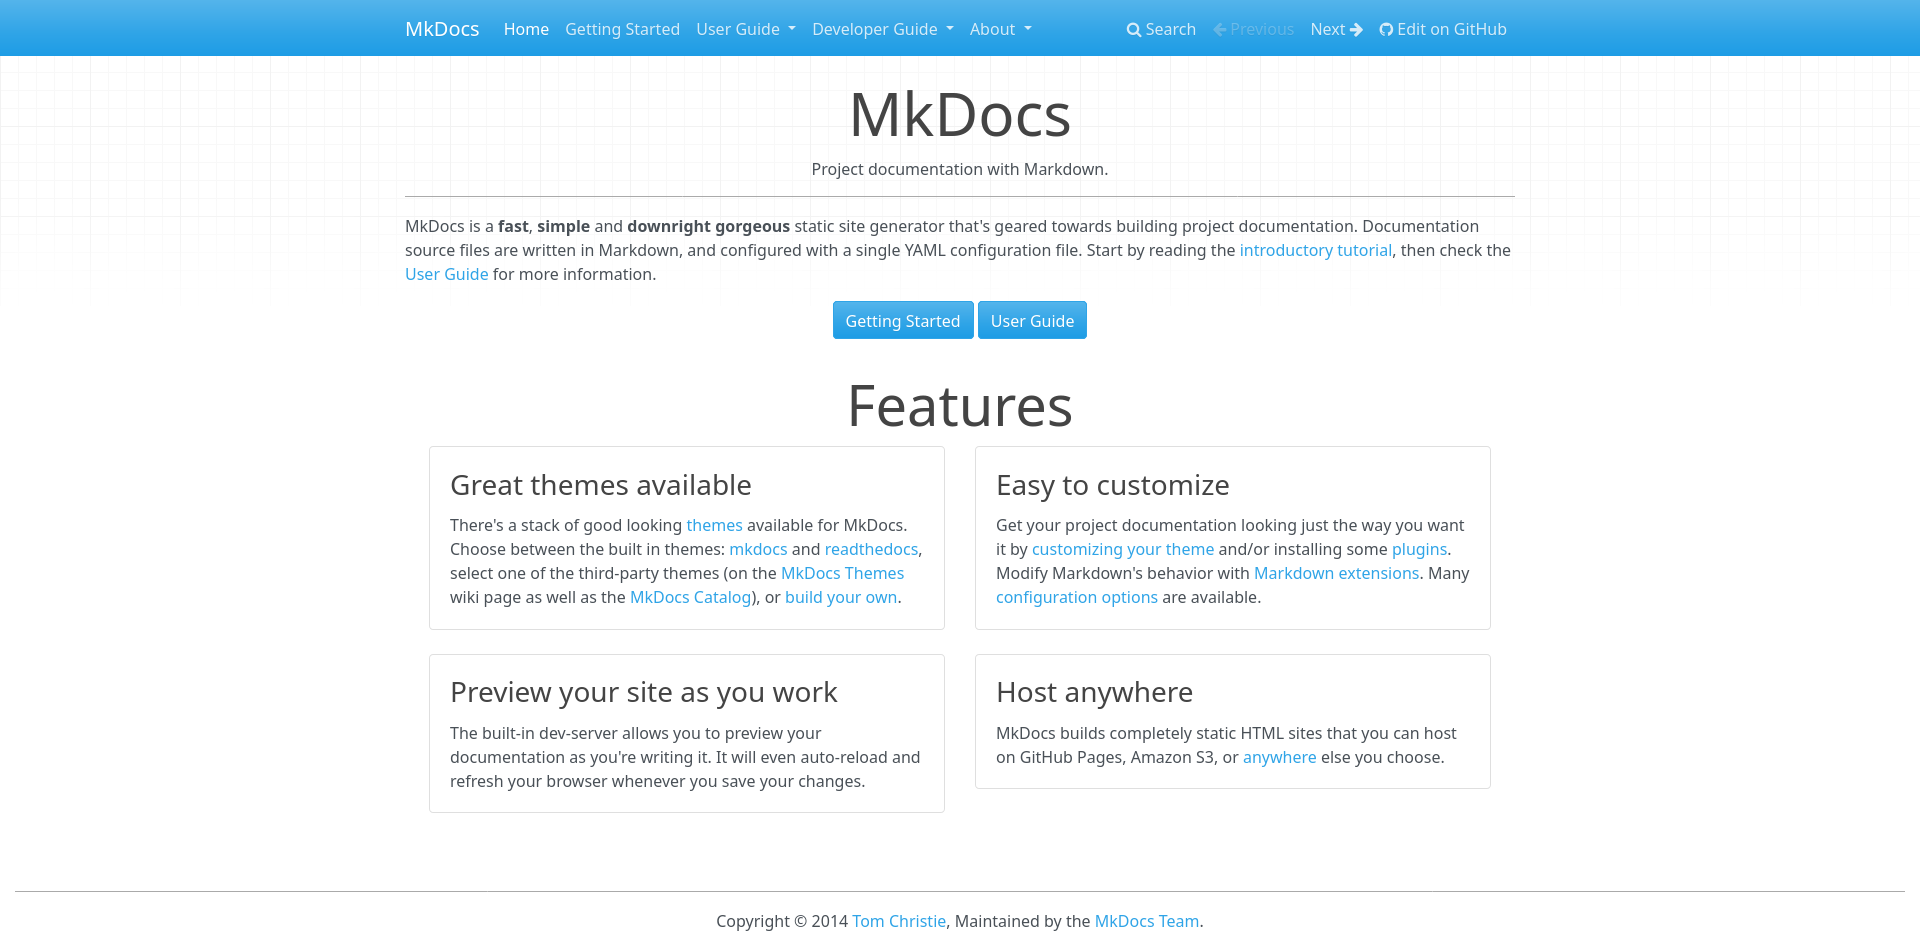 MkDocs Home Getting Started User Guide Developer Guide About Search Previous Next Edit on GitHub
MkDocs
Project documentation with Markdown.
MkDocs is a fast, simple and downright gorgeous static site generator that's geared towards building project documentation. Documentation
source files are written in Markdown, and configured with a single YAML configuration file. Start by reading the introductory tutorial, then check the
User Guide for more information.
Getting Started User Guide
Features
Great themes available
There's a stack of good looking themes available for MkDocs.
Choose between the built in themes: mkdocs and readthedocs,
select one of the third-party themes (on the MkDocs Themes
wiki page as well as the MkDocs Catalog), or build your own.
Easy to customize
Get your project documentation looking just the way you want
it by customizing your theme and/or installing some plugins.
Modify Markdown's behavior with Markdown extensions. Many
configuration options are available.
Preview your site as you work
The built-in dev-server allows you to preview your
documentation as you're writing it. It will even auto-reload and
refresh your browser whenever you save your changes.
Host anywhere
MkDocs builds completely static HTML sites that you can host
on GitHub Pages, Amazon S3, or anywhere else you choose.
Copyright © 2014 Tom Christie, Maintained by the MkDocs Team.